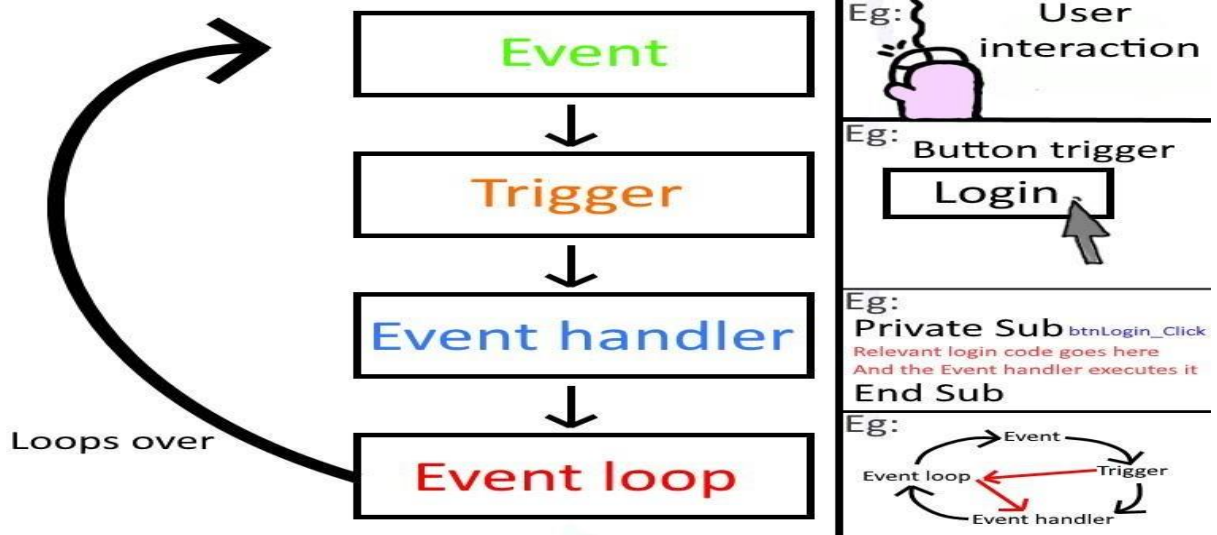 Event
Trigger
Event handler
Event loop
Loops over
Eg:
User
interaction
Eg:
Button trigger
Login
Eg:
Private Sub btnLogin_Click
Relevant login code goes here
And the Event handler executes it
End Sub
Eg:
Event
Trigger
Event loop
Event handler